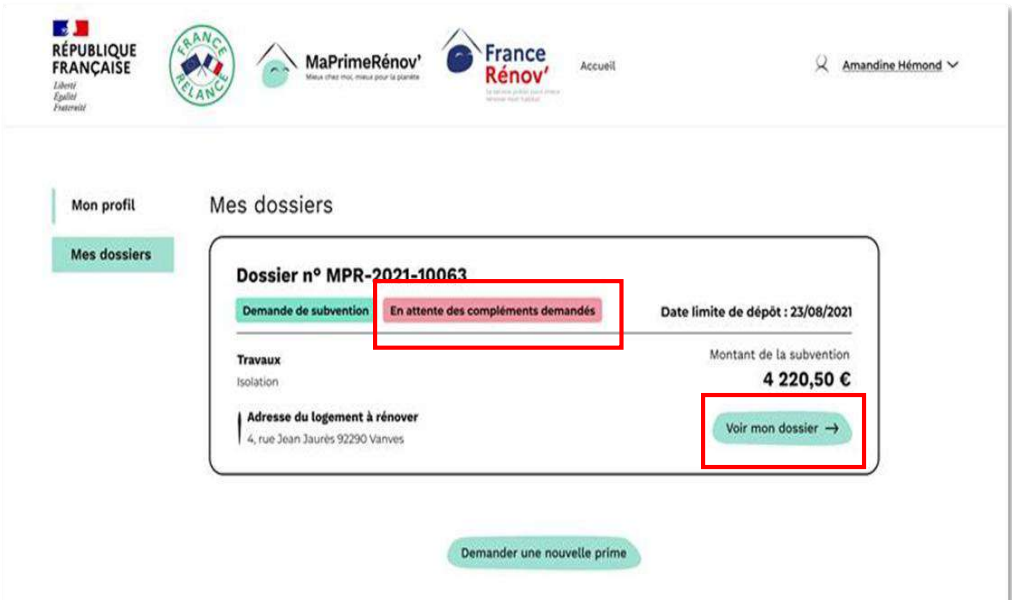 RÉPUBLIQUE
FRANÇAISE
Liberté
Égalité
Fraternité
FRANCE
RELANCE
MaPrimeRénov'
Mieux chez moi, mieux pour la planète
France
Rénov'
Accueil
Amandine Hémond
Mon profil
Mes dossiers
Mes dossiers
Dossier n° MPR-2021-10063
Demande de subvention
En attente des compléments demandés
Date limite de dépôt : 23/08/2021
Travaux
Isolation
Montant de la subvention
4 220,50 €
Adresse du logement à rénover
4, rue Jean Jaurès 92290 Vanves
Voir mon dossier →
Demander une nouvelle prime